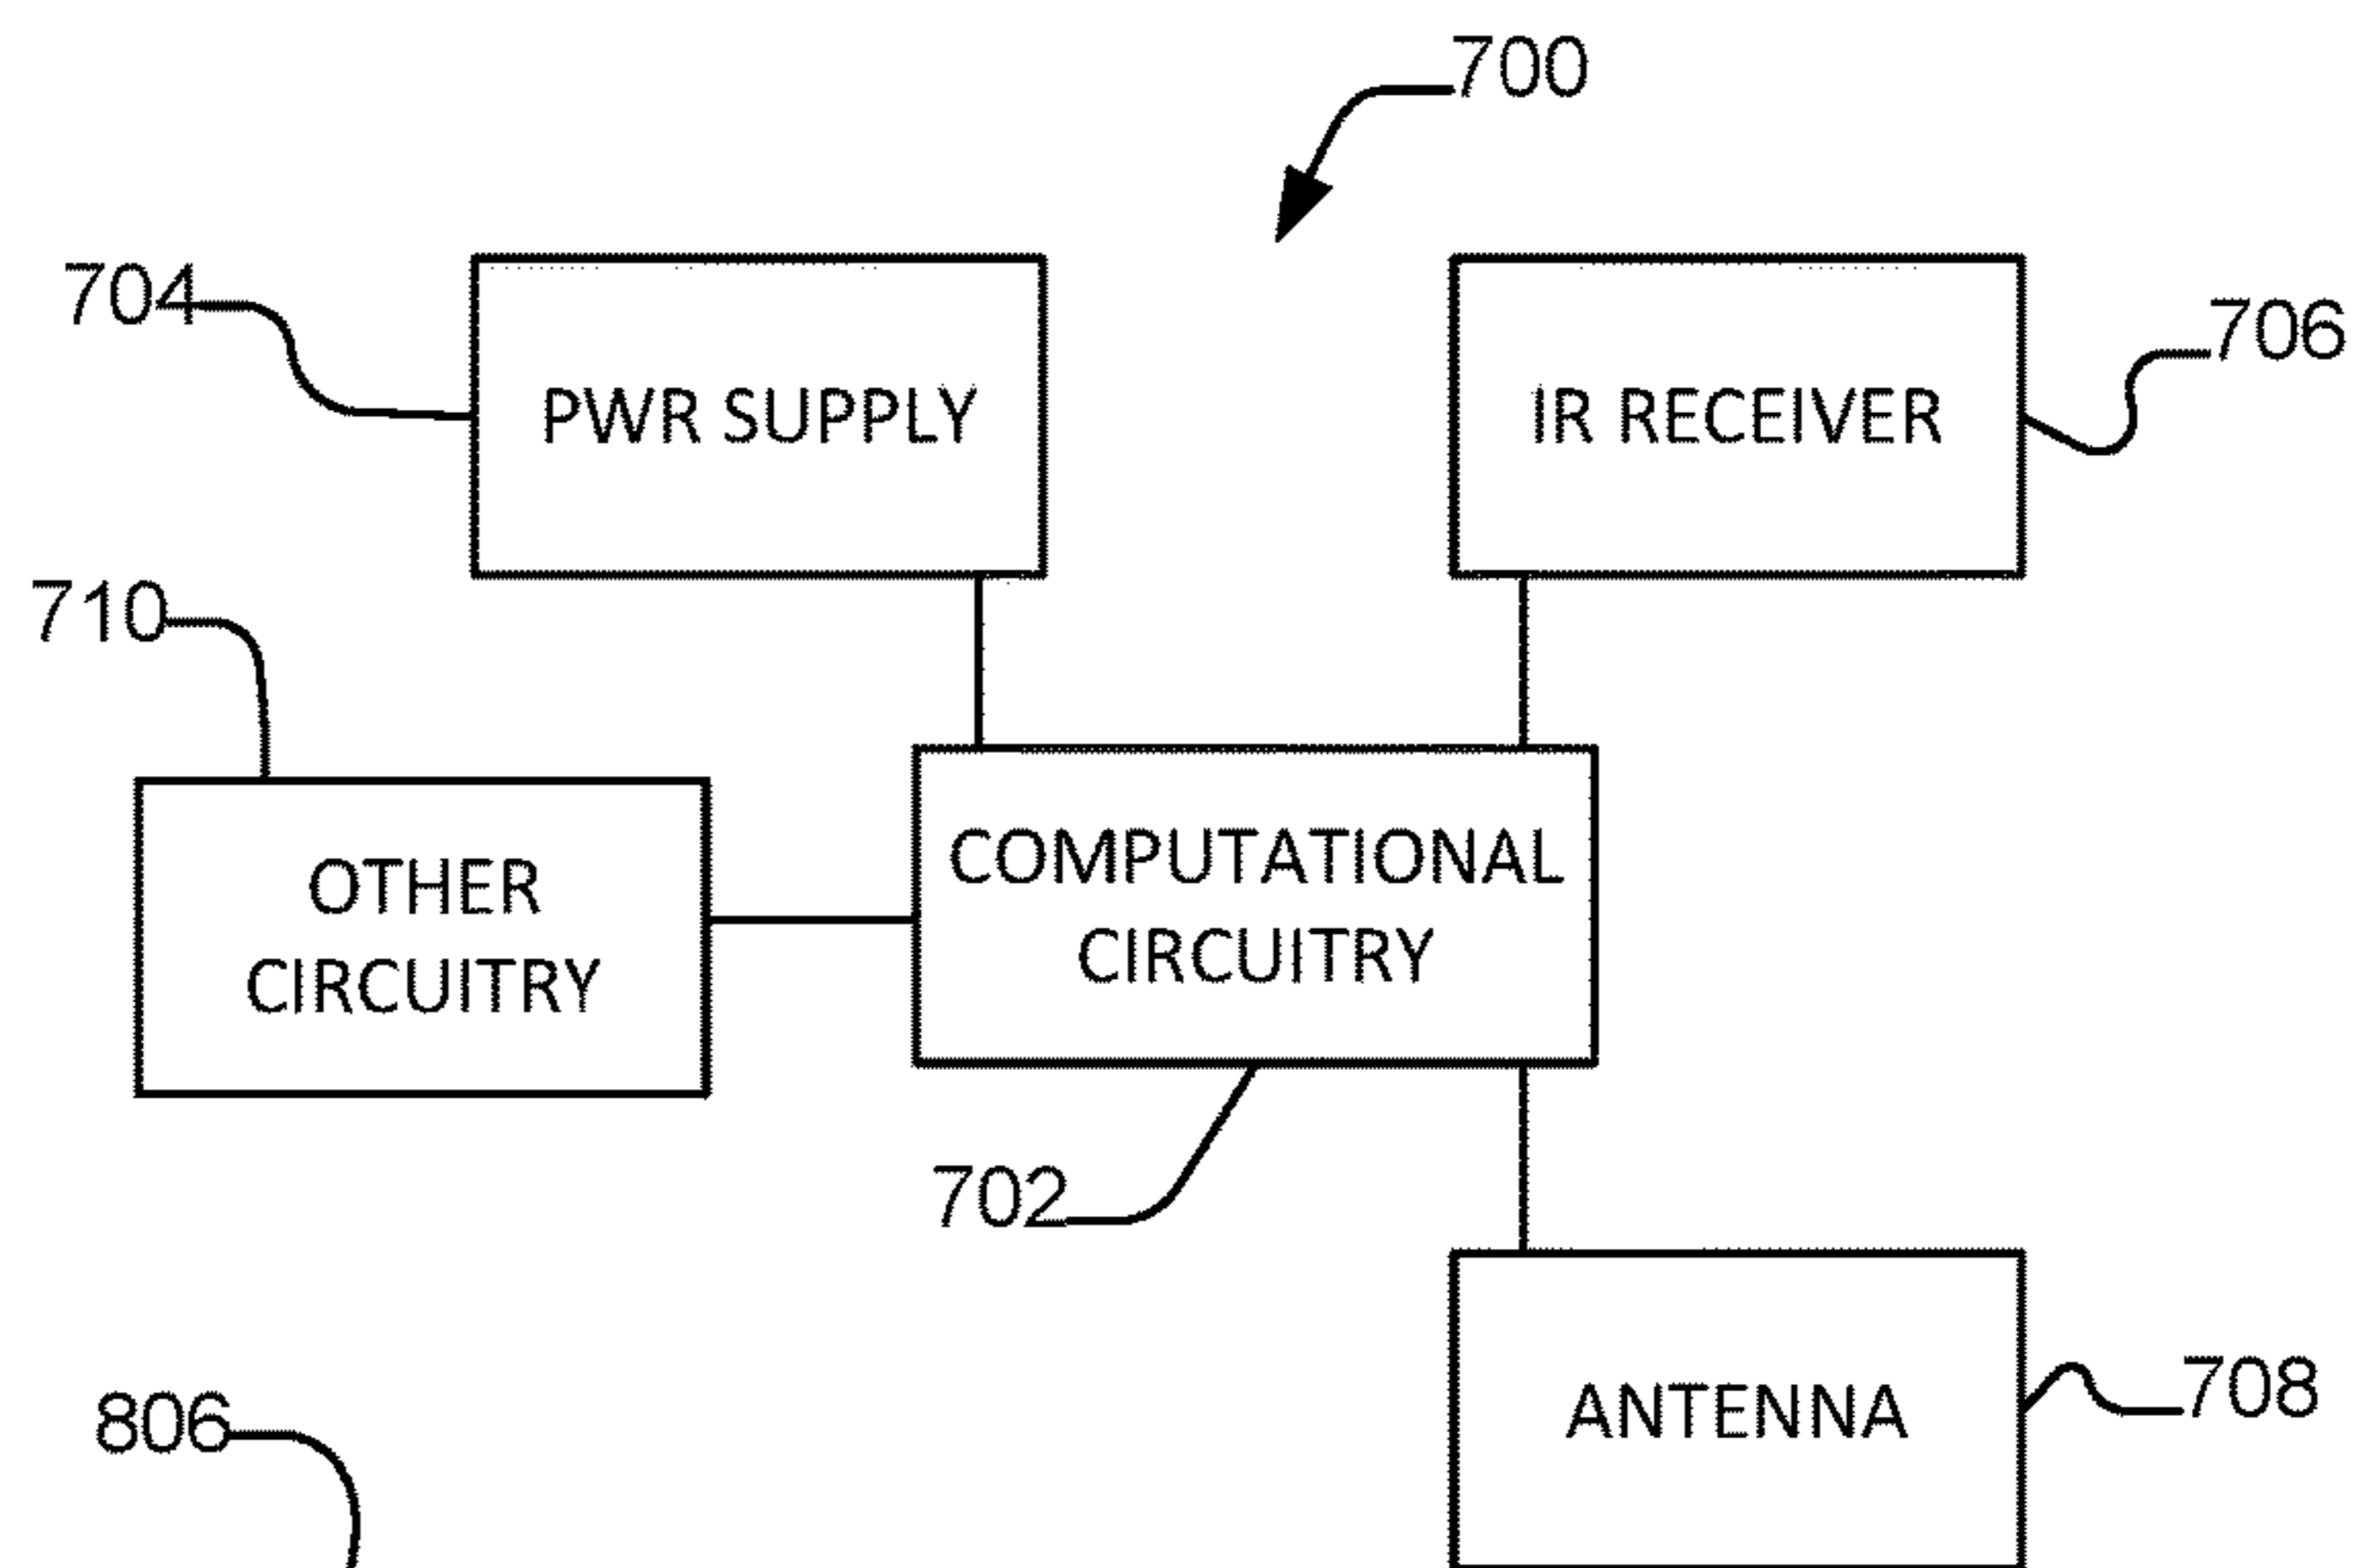 700
704
PWR SUPPLY
IR RECEIVER
706
710
OTHER
CIRCUITRY
COMPUTATIONAL
CIRCUITRY
702
806
ANTENNA
708